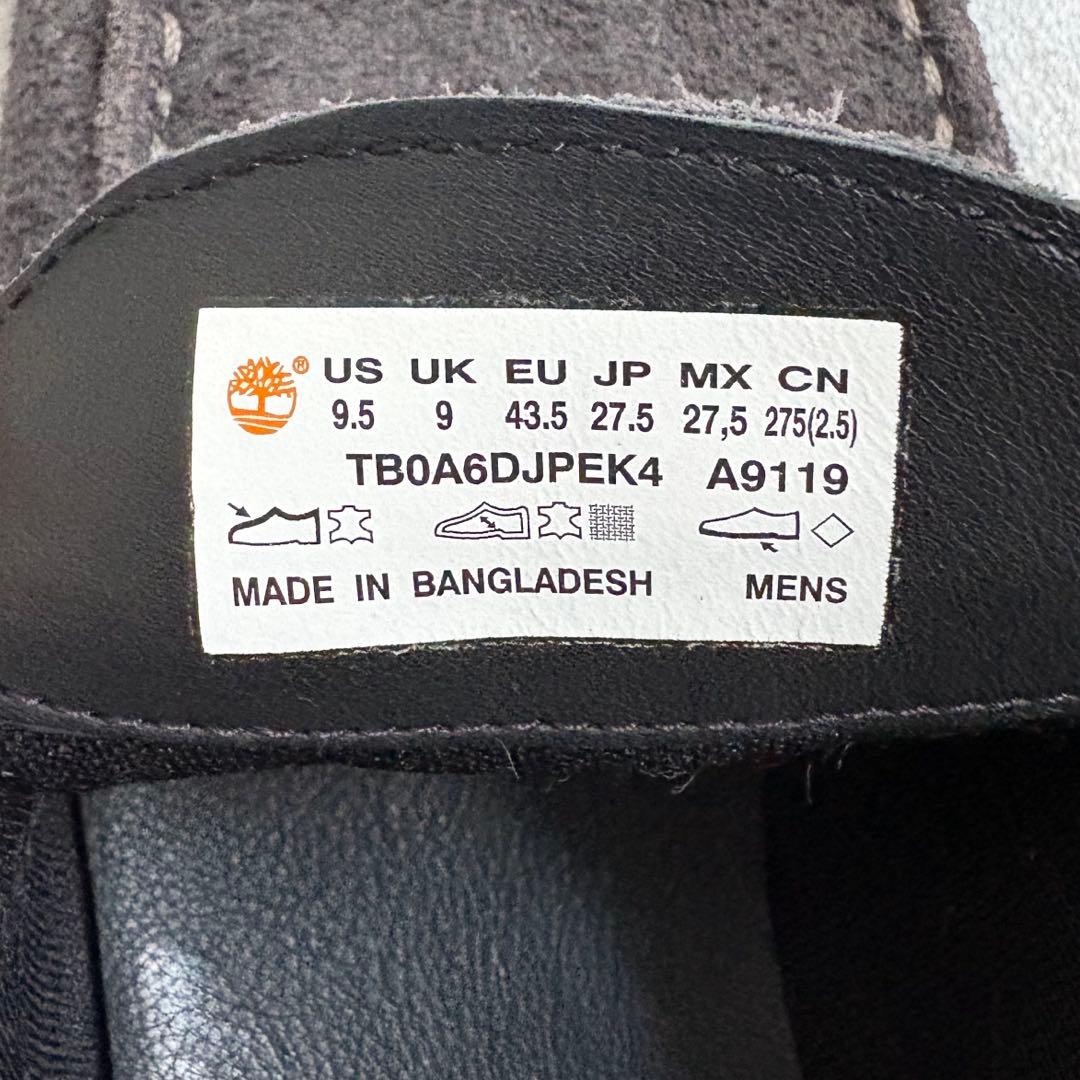 ® US UK EU JP MX CN
9.5 9 43.5 27.5 27,5 275(2.5)
TB0A6DJPEK4 A9119
MADE IN BANGLADESH MENS